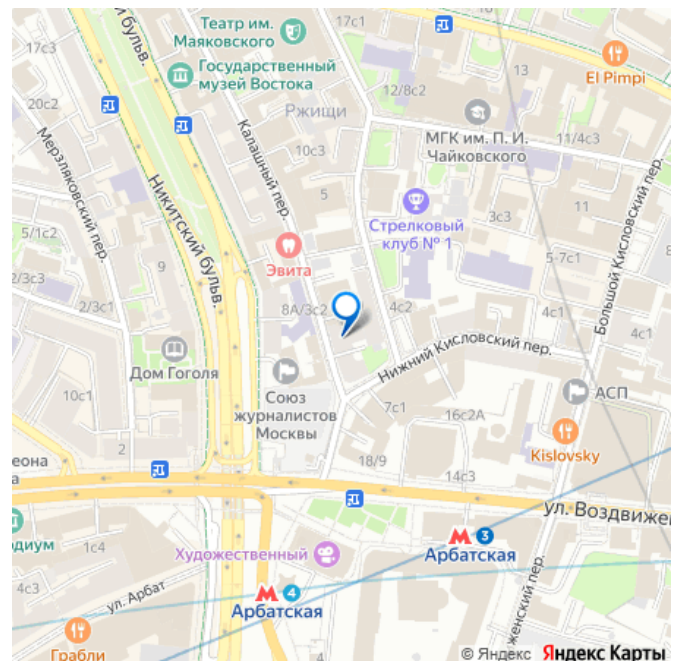 Театр им.
Маяковского
17с1
17с3
Никитский бульв.
13
El Pimpi
Государственный
музей Востока
12/8с2
20с2
Ржищи
МГК им. П. И.
Чайковского
11/4с3
10с3
Калашный пер.
Мерзляковский пер.
5
Стрелковый
клуб № 1
3с3
11
Большой Кисловский пер.
5/1с2
Эвита
5-7с1
2/3с3
9
2/3с1
8А/3с2
4с2
4с1
4с1
Дом Гоголя
Нижний Кисловский пер.
Союз
журналистов
Москвы
10с1
7с1
16с2А
АСП
Kislovsky
2
18/9
14с3
ул. Воздвижен
Художественный
3
Арбатская
1с4
4с3
ул. Арбат
4
Арбатская
Грабли
© Яндекс Яндекс Карты